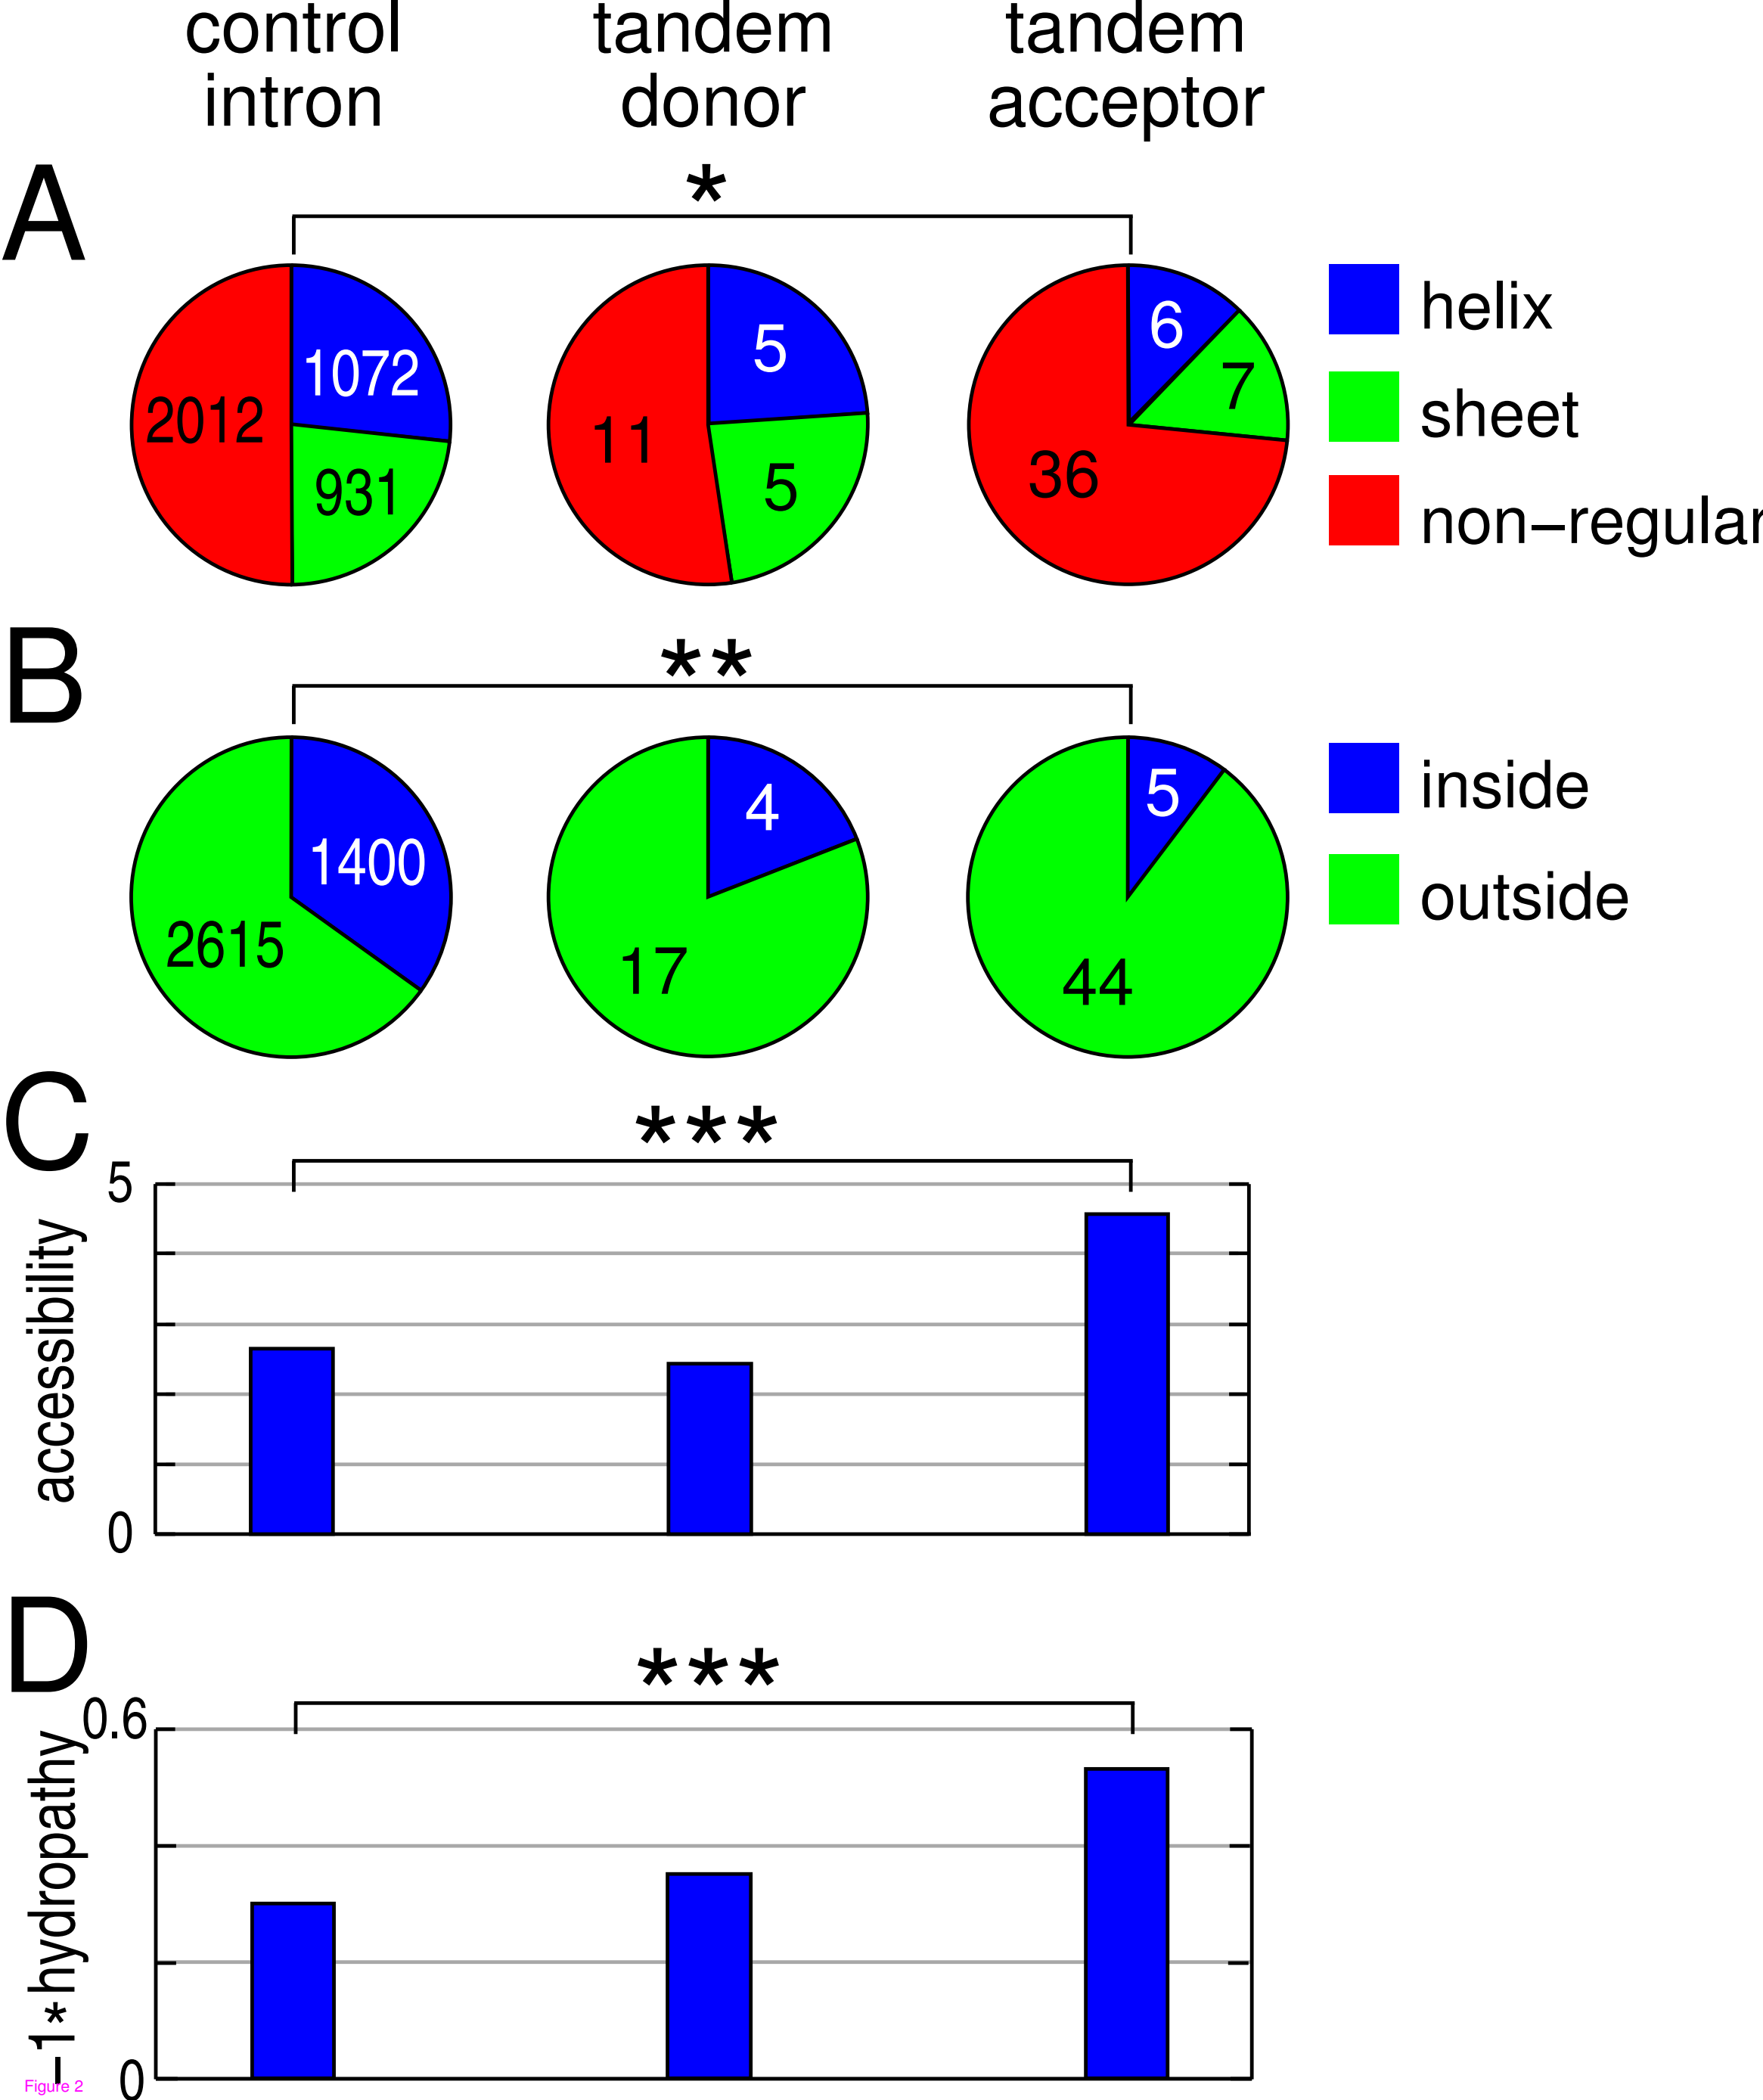 control
intron
tandem
donor
tandem
acceptor
A
*
1072
2012
931
5
11
5
6
7
36
helix
sheet
non-regular
B
**
1400
2615
4
17
5
44
inside
outside
C
***
5
accessibility
0
D
***
0.6
-1*hydropathy
0
Figure 2